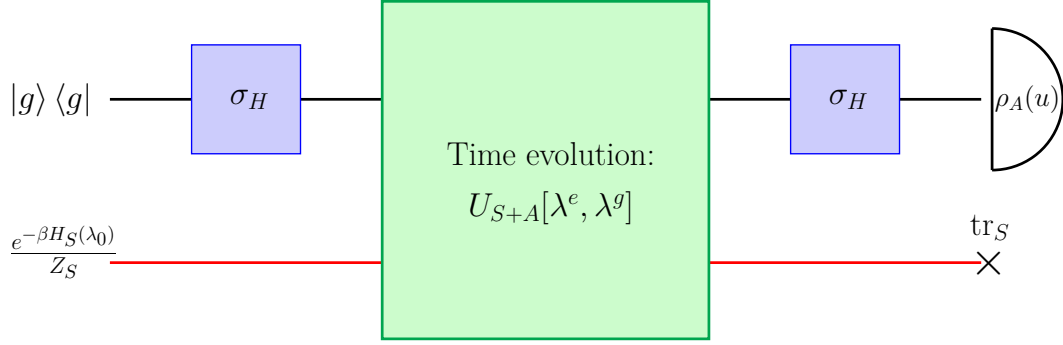 |g⟩ ⟨g|
σ_H
σ_H
ρ_A(u)
Time evolution:
U_{S+A}[λ^e, λ^g]
e^{-βH_S(λ_0)}
Z_S
tr_S